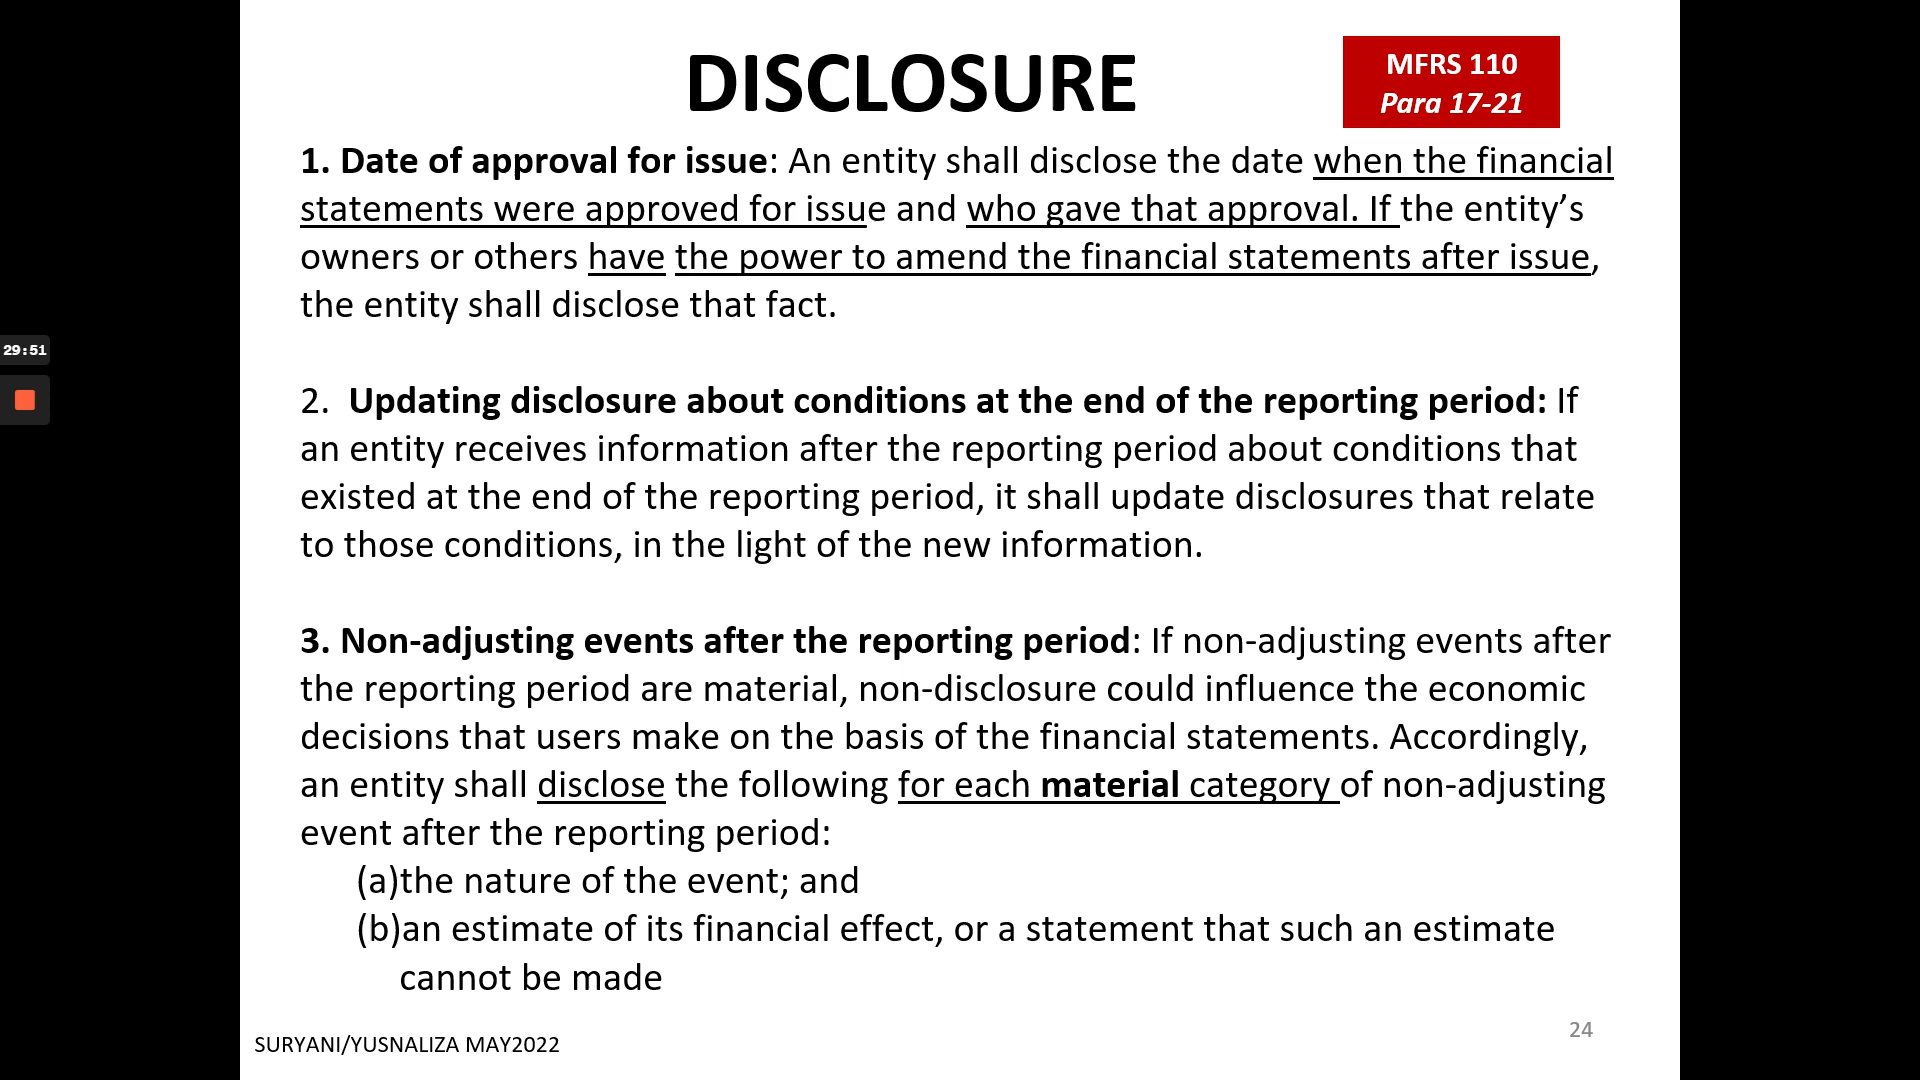 DISCLOSURE
MFRS 110
Para 17-21
1. Date of approval for issue: An entity shall disclose the date when the financial
statements were approved for issue and who gave that approval. If the entity’s
owners or others have the power to amend the financial statements after issue,
the entity shall disclose that fact.
29:51
2. Updating disclosure about conditions at the end of the reporting period: If
an entity receives information after the reporting period about conditions that
existed at the end of the reporting period, it shall update disclosures that relate
to those conditions, in the light of the new information.
3. Non-adjusting events after the reporting period: If non-adjusting events after
the reporting period are material, non-disclosure could influence the economic
decisions that users make on the basis of the financial statements. Accordingly,
an entity shall disclose the following for each material category of non-adjusting
event after the reporting period:
(a)the nature of the event; and
(b)an estimate of its financial effect, or a statement that such an estimate
cannot be made
SURYANI/YUSNALIZA MAY2022
24